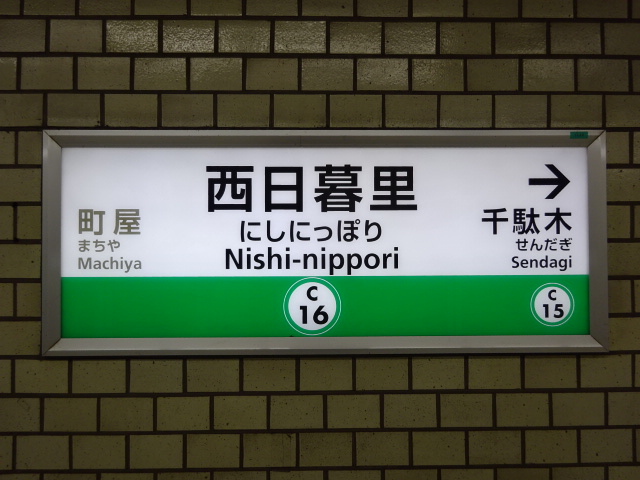 西日暮里
にしにっぽり
Nishi-nippori
町屋
まちや
Machiya
→
千駄木
せんだぎ
Sendagi
C
16
C
15